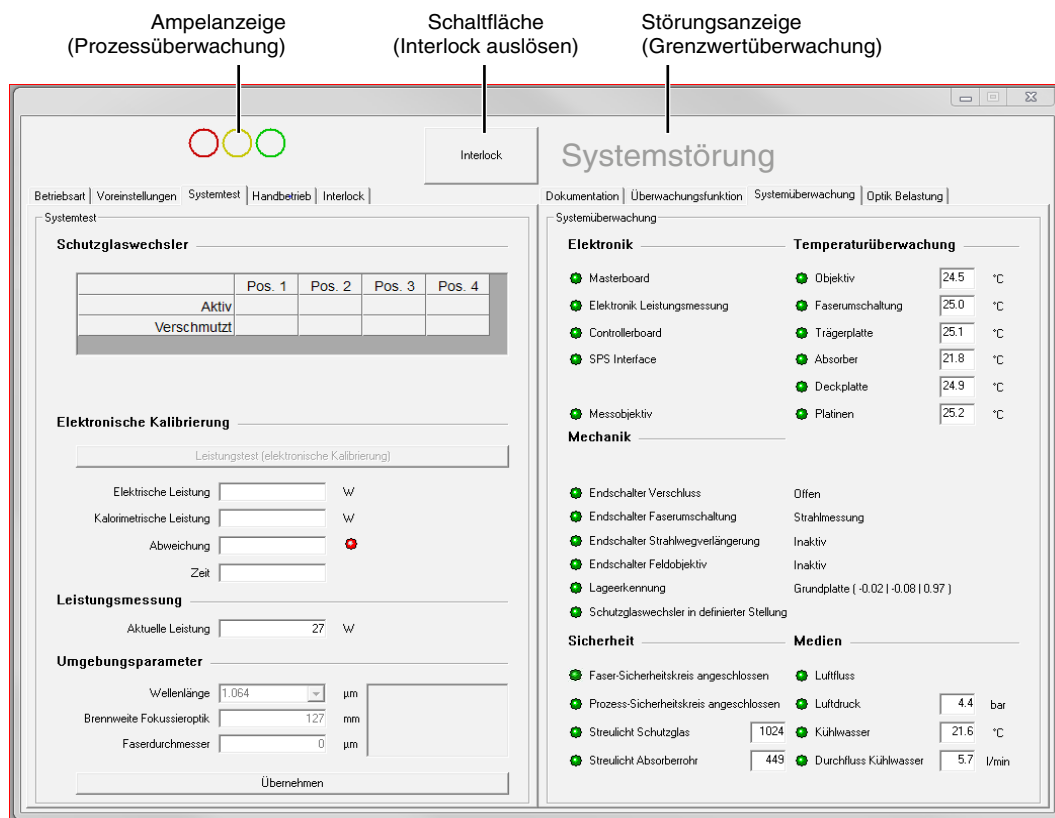 Ampelanzeige
(Prozessüberwachung)
Schaltfläche
(Interlock auslösen)
Störungsanzeige
(Grenzwertüberwachung)
Interlock
Systemstörung
Betriebsart Voreinstellungen Systemtest Handbetrieb Interlock
Systemtest
Schutzglaswechsler
Pos. 1 Pos. 2 Pos. 3 Pos. 4
Aktiv
Verschmutzt
Elektronische Kalibrierung
Leistungstest (elektronische Kalibrierung)
Elektrische Leistung W
Kalorimetrische Leistung W
Abweichung
Zeit
Leistungsmessung
Aktuelle Leistung 27 W
Umgebungsparameter
Wellenlänge 1.064 µm
Brennweite Fokussieroptik 127 mm
Faserdurchmesser 0 µm
Übernehmen
Dokumentation Überwachungsfunktion Systemüberwachung Optik Belastung
Systemüberwachung
Elektronik
Masterboard
Elektronik Leistungsmessung
Controllerboard
SPS Interface
Messobjektiv
Temperaturüberwachung
Objektiv 24.5 °C
Faserumschaltung 25.0 °C
Trägerplatte 25.1 °C
Absorber 21.8 °C
Deckplatte 24.9 °C
Platinen 25.2 °C
Mechanik
Endschalter Verschluss Offen
Endschalter Faserumschaltung Strahlmessung
Endschalter Strahlwegverlängerung Inaktiv
Endschalter Feldobjektiv Inaktiv
Lageerkennung Grundplatte ( -0.02 | -0.08 | 0.97 )
Schutzglaswechsler in definierter Stellung
Sicherheit
Faser-Sicherheitskreis angeschlossen
Prozess-Sicherheitskreis angeschlossen
Streulicht Schutzglas 1024
Streulicht Absorberrohr 449
Medien
Luftfluss
Luftdruck 4.4 bar
Kühlwasser 21.6 °C
Durchfluss Kühlwasser 5.7 l/min